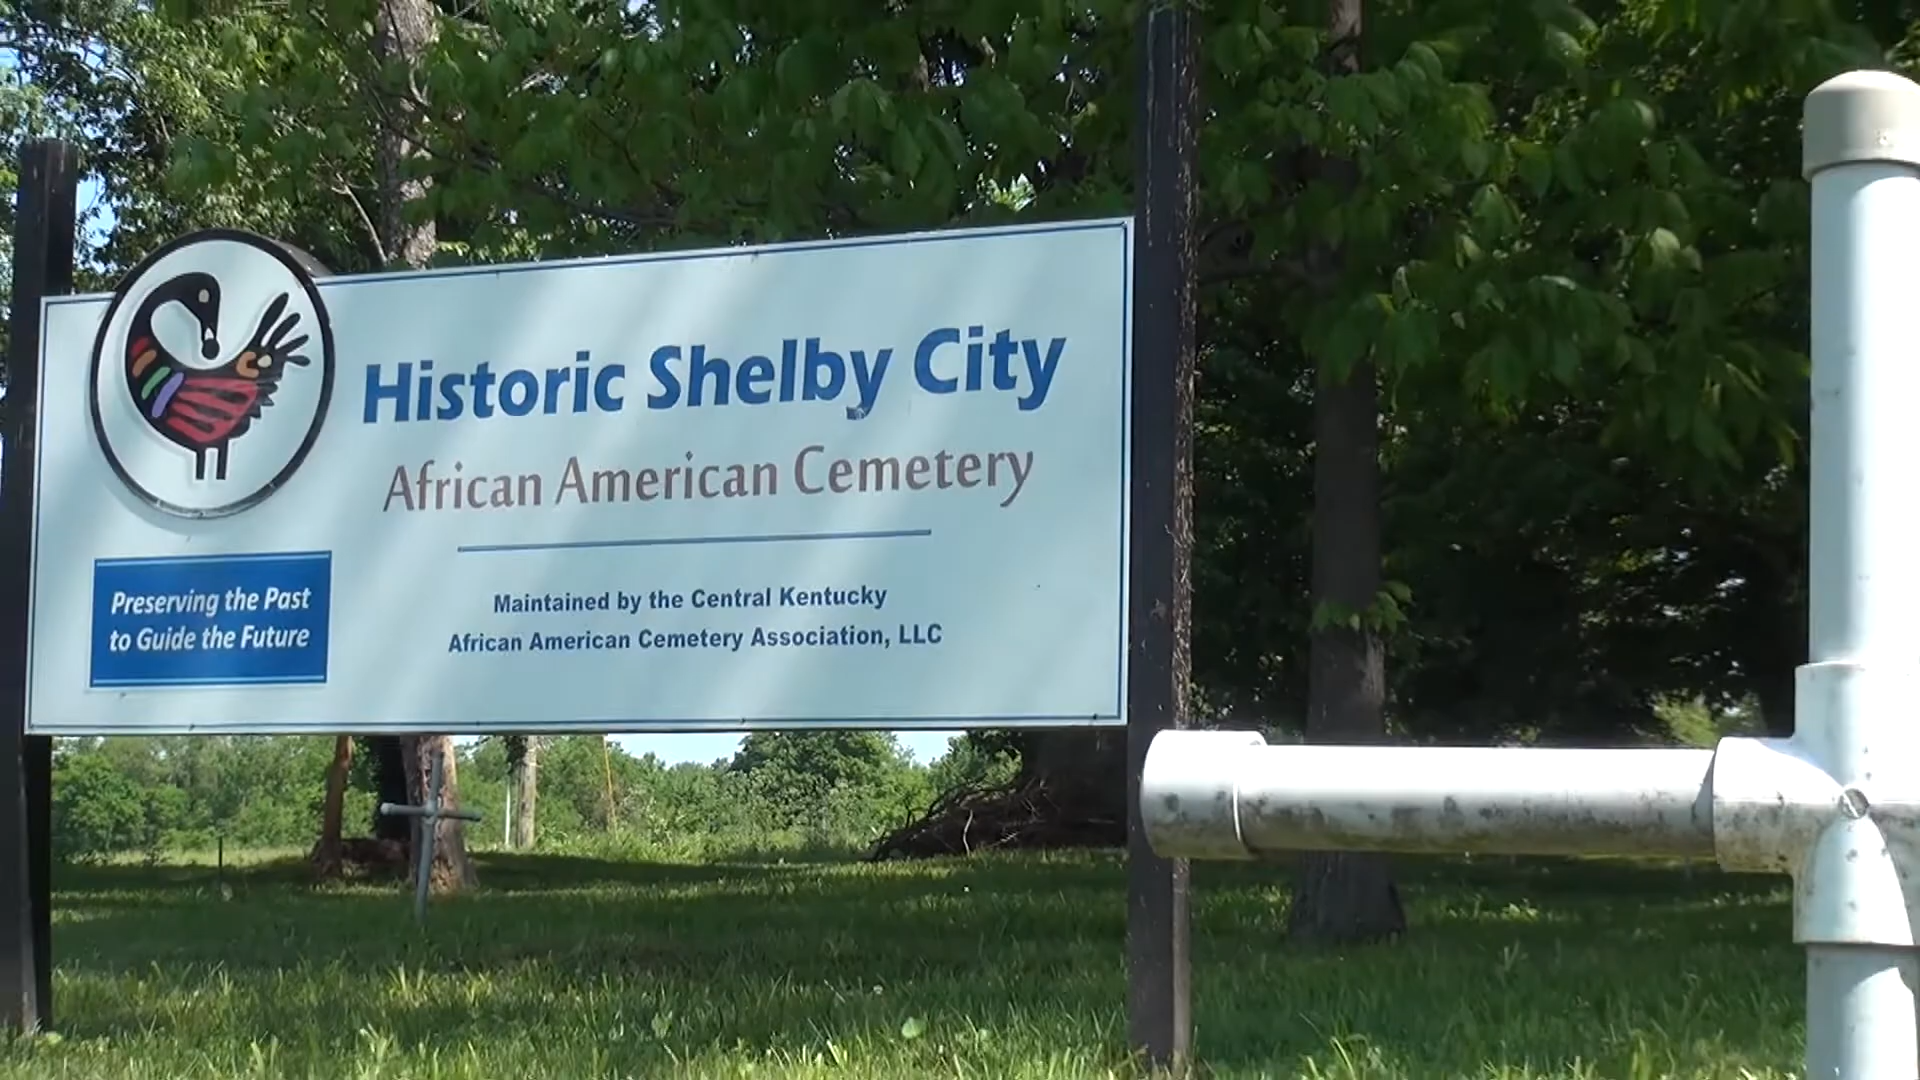 Historic Shelby City
African American Cemetery
Preserving the Past
to Guide the Future
Maintained by the Central Kentucky
African American Cemetery Association, LLC